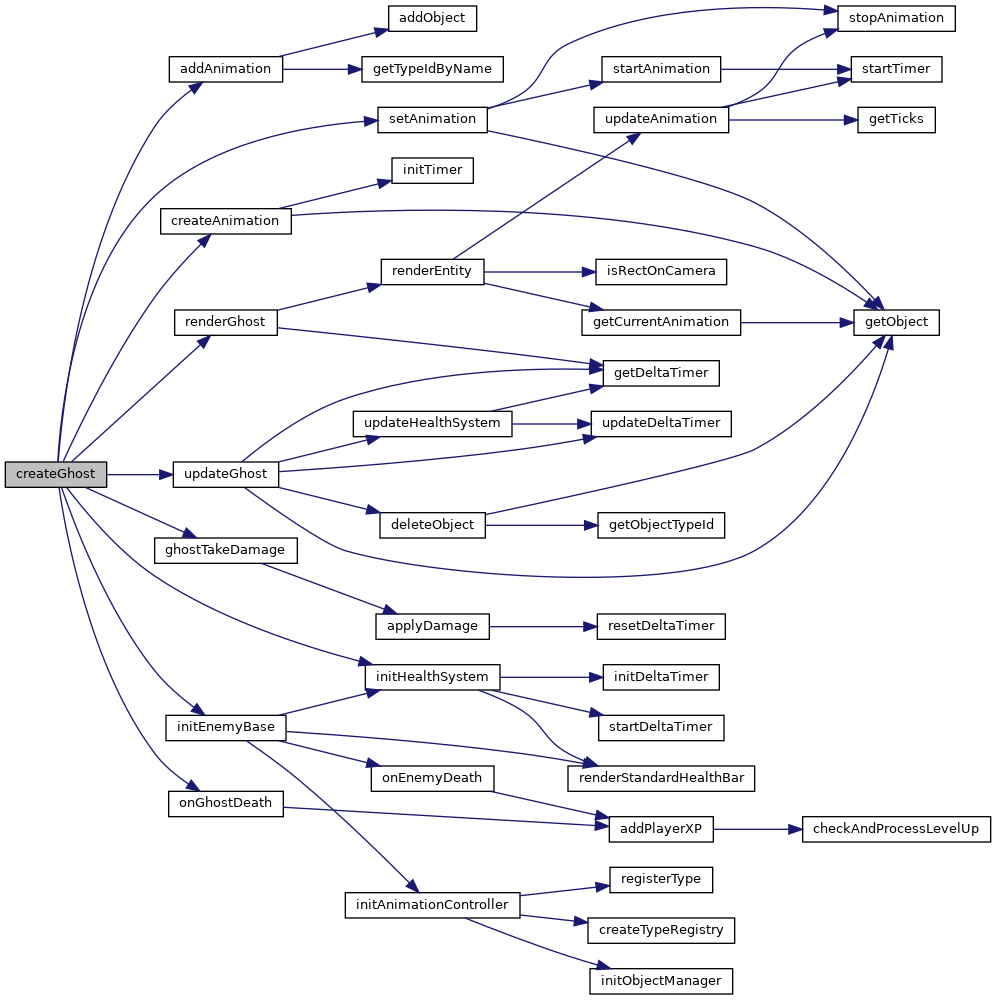 addObject
stopAnimation
addAnimation
getTypeIdByName
startAnimation
startTimer
setAnimation
updateAnimation
getTicks
initTimer
createAnimation
renderEntity
isRectOnCamera
renderGhost
getCurrentAnimation
getObject
getDeltaTimer
updateHealthSystem
updateDeltaTimer
createGhost
updateGhost
deleteObject
getObjectTypeId
ghostTakeDamage
applyDamage
resetDeltaTimer
initHealthSystem
initDeltaTimer
initEnemyBase
startDeltaTimer
onEnemyDeath
renderStandardHealthBar
onGhostDeath
addPlayerXP
checkAndProcessLevelUp
registerType
initAnimationController
createTypeRegistry
initObjectManager